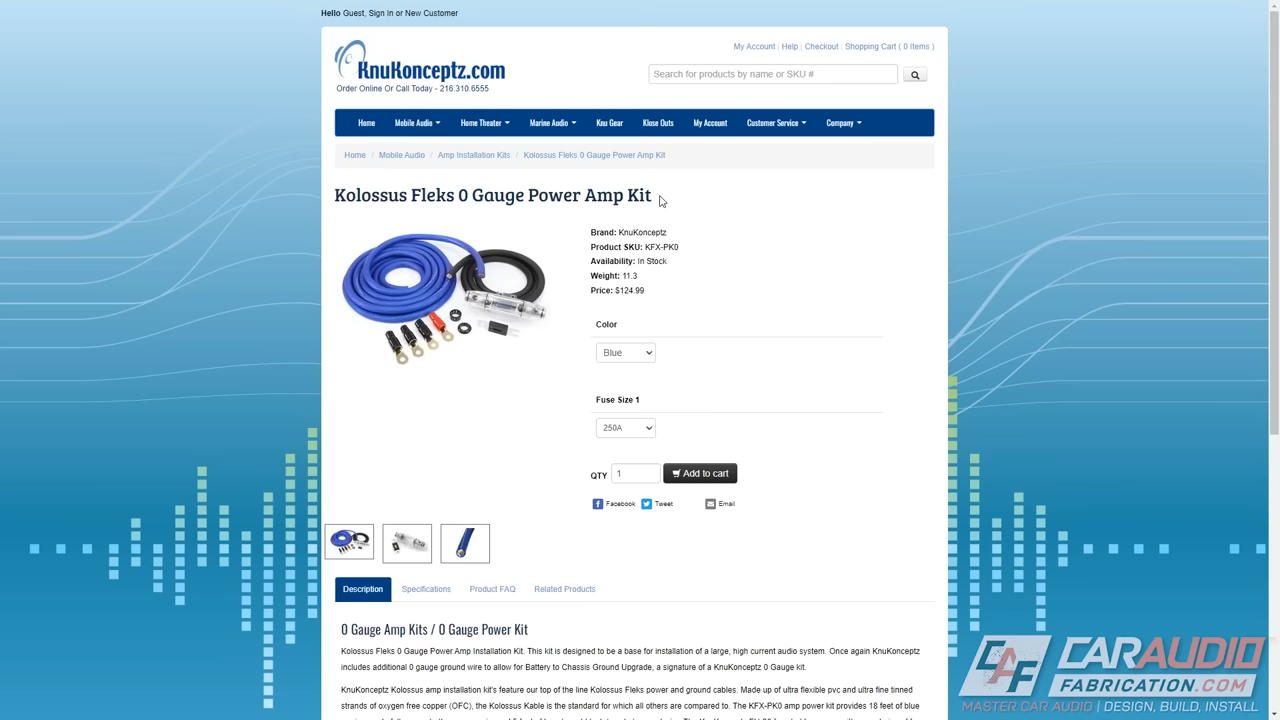 Hello Guest, Sign In or New Customer
My Account | Help | Checkout | Shopping Cart ( 0 Items )
KnuKonceptz.com
Order Online Or Call Today - 216.310.6555
Search for products by name or SKU #
Home Mobile Audio Home Theater Marine Audio Knu Gear Klose Outs My Account Customer Service Company
Home / Mobile Audio / Amp Installation Kits / Kolossus Fleks 0 Gauge Power Amp Kit
Kolossus Fleks 0 Gauge Power Amp Kit
Brand: KnuKonceptz
Product SKU: KFX-PK0
Availability: In Stock
Weight: 11.3
Price: $124.99
Color
Blue
Fuse Size 1
250A
QTY 1 Add to cart
Facebook Tweet Email
Description Specifications Product FAQ Related Products
0 Gauge Amp Kits / 0 Gauge Power Kit
Kolossus Fleks 0 Gauge Power Amp Installation Kit. This kit is designed to be a base for installation of a large, high current audio system. Once again KnuKonceptz
includes additional 0 gauge ground wire to allow for Battery to Chassis Ground Upgrade, a signature of a KnuKonceptz 0 Gauge kit.
KnuKonceptz Kolossus amp installation kit's feature our top of the line Kolossus Fleks power and ground cables. Made up of ultra flexible pvc and ultra fine tinned
strands of oxygen free copper (OFC), the Kolossus Kable is the standard for which all others are compared to. The KFX-PK0 amp power kit provides 18 feet of blue
CAF CAR AUDIO
FABRICATION.COM
MASTER CAR AUDIO | DESIGN, BUILD, INSTALL